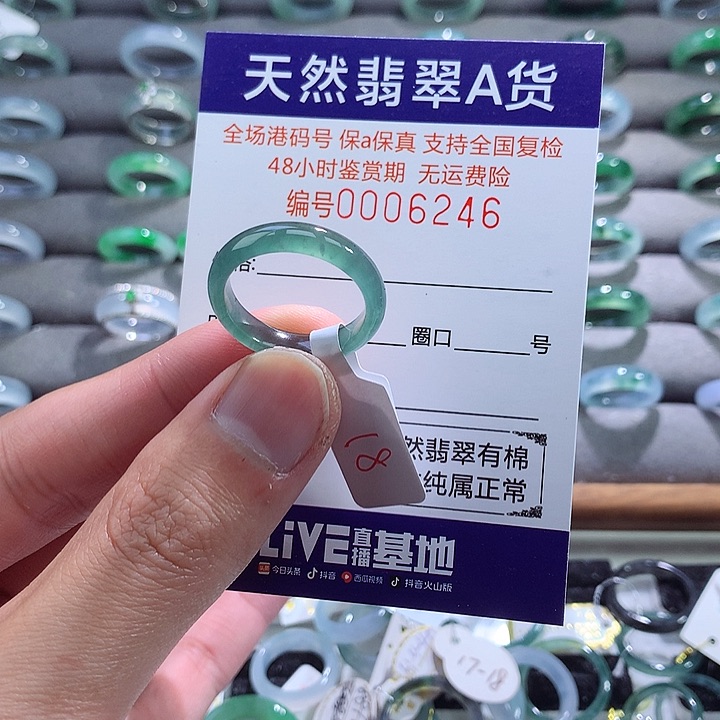 天然翡翠A货
全场港码号 保a保真 支持全国复检
48小时鉴赏期 无运费险
编号0006246
格:
圈口 号
18
然翡翠有棉
纯属正常
LiVE直播基地
今日头条 抖音 西瓜视频 抖音火山版
17-18